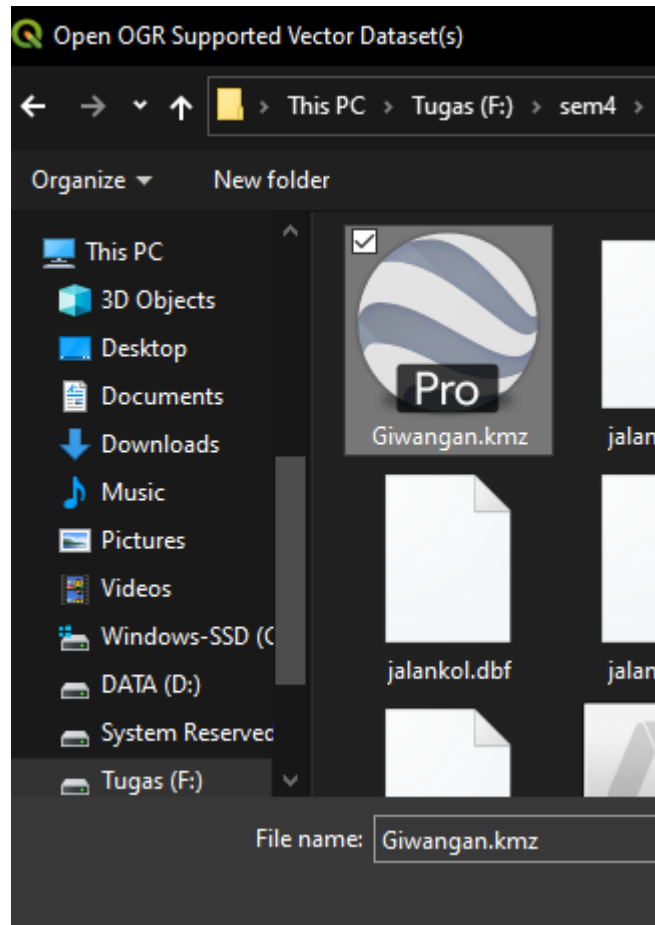 Open OGR Supported Vector Dataset(s)
This PC > Tugas (F:) > sem4 >
Organize New folder
This PC
3D Objects
Desktop
Documents
Downloads
Music
Pictures
Videos
Windows-SSD (C
DATA (D:)
System Reserved
Tugas (F:)
Pro
Giwangan.kmz
jalan
jalankol.dbf
jalan
File name: Giwangan.kmz